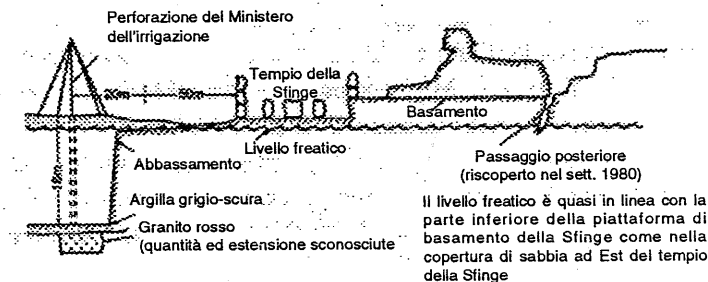 Perforazione del Ministero
dell'irrigazione
Tempio della
Sfinge
20m
50m
Basamento
Livello freatico
Abbassamento
Passaggio posteriore
(riscoperto nel sett. 1980)
Argilla grigio-scura
Granito rosso
(quantità ed estensione sconosciute
Il livello freatico è quasi in linea con la
parte inferiore della piattaforma di
basamento della Sfinge come nella
copertura di sabbia ad Est del tempio
della Sfinge